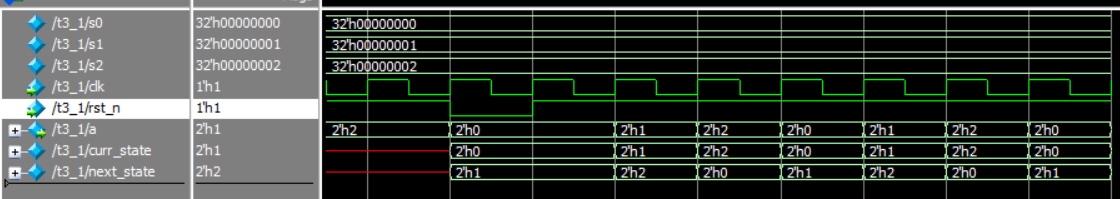 /t3_1/s0 32'h00000000 32'h00000000
/t3_1/s1 32'h00000001 32'h00000001
/t3_1/s2 32'h00000002 32'h00000002
/t3_1/clk 1'h1
/t3_1/rst_n 1'h1
/t3_1/a 2'h1 2'h2 2'h0 2'h1 2'h2 2'h0 2'h1 2'h2 2'h0
/t3_1/curr_state 2'h1 2'h0 2'h1 2'h2 2'h0 2'h1 2'h2 2'h0
/t3_1/next_state 2'h2 2'h1 2'h2 2'h0 2'h1 2'h2 2'h0 2'h1